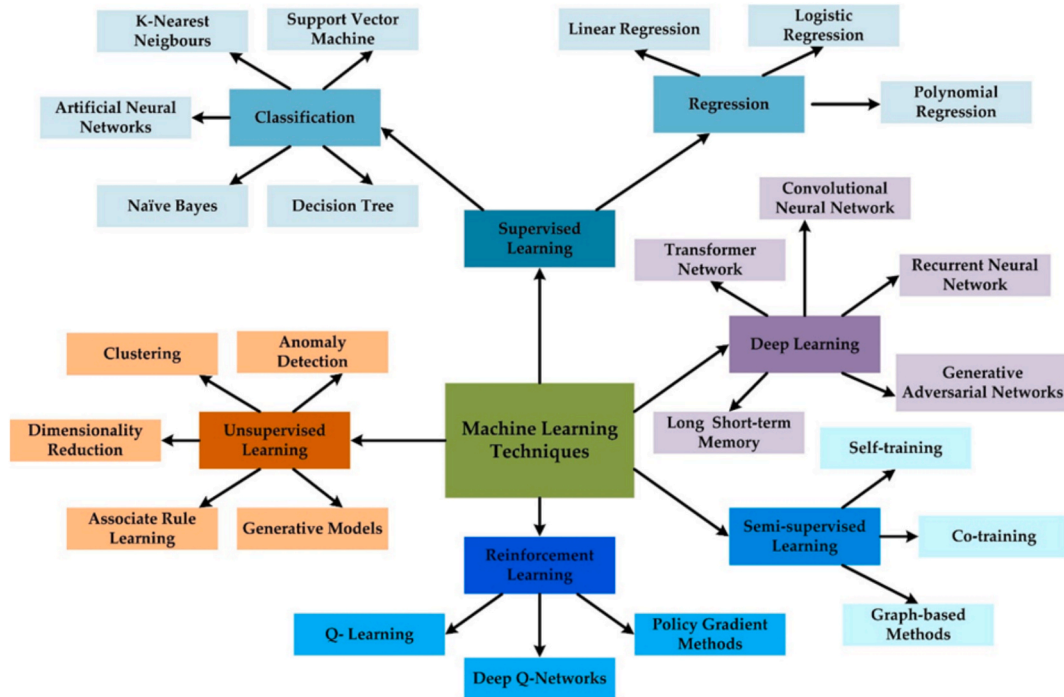 K-Nearest
Neigbours
Support Vector
Machine
Linear Regression
Logistic
Regression
Artificial Neural
Networks
Classification
Regression
Polynomial
Regression
Naïve Bayes
Decision Tree
Supervised
Learning
Convolutional
Neural Network
Transformer
Network
Recurrent Neural
Network
Deep Learning
Generative
Adversarial Networks
Long Short-term
Memory
Clustering
Anomaly
Detection
Dimensionality
Reduction
Unsupervised
Learning
Machine Learning
Techniques
Associate Rule
Learning
Generative Models
Self-training
Semi-supervised
Learning
Co-training
Graph-based
Methods
Reinforcement
Learning
Q- Learning
Deep Q-Networks
Policy Gradient
Methods